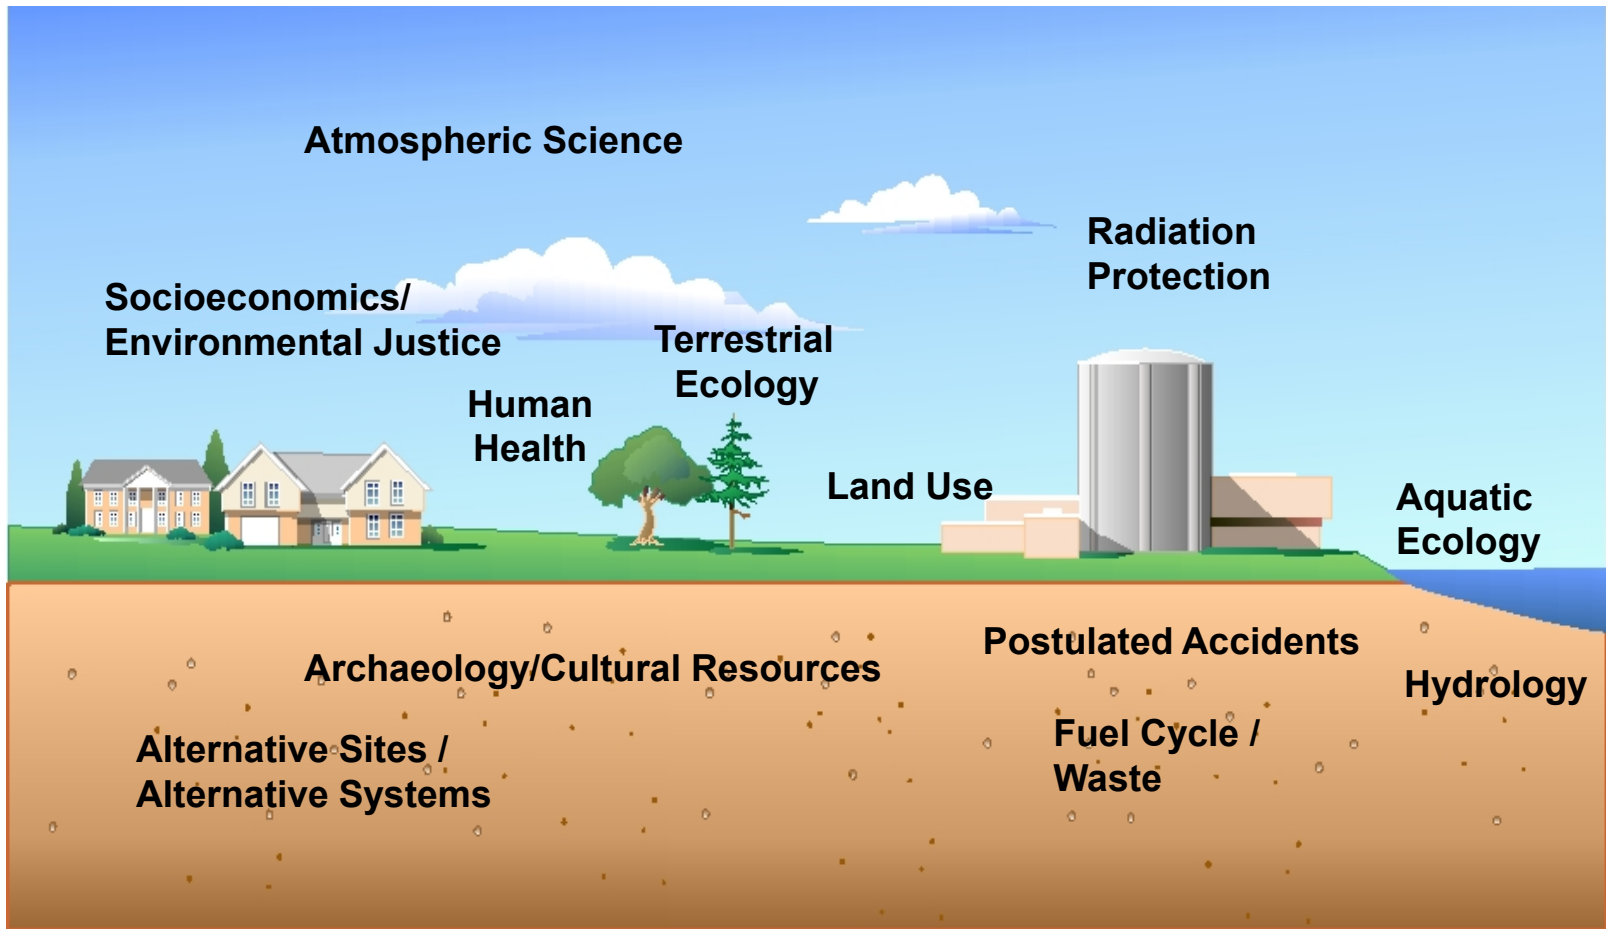 Atmospheric Science
Radiation
Protection
Socioeconomics/
Environmental Justice
Terrestrial
Ecology
Human
Health
Land Use
Aquatic
Ecology
Postulated Accidents
Archaeology/Cultural Resources
Hydrology
Alternative Sites /
Alternative Systems
Fuel Cycle /
Waste